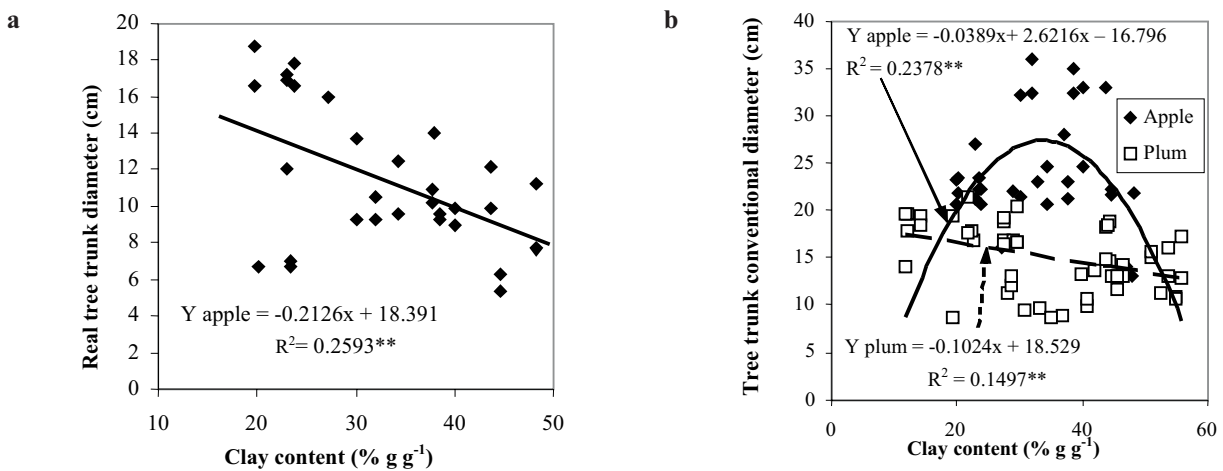 a
Real tree trunk diameter (cm)
20
18
16
14
12
10
8
6
4
2
0
Y apple = -0.2126x + 18.391
R²= 0.2593**
10 20 30 40 50
Clay content (% g g⁻¹)
b
Tree trunk conventional diameter (cm)
40
35
30
25
20
15
10
5
0
Y apple = -0.0389x+ 2.6216x – 16.796
R² = 0.2378**
Apple
Plum
Y plum = -0.1024x + 18.529
R² = 0.1497**
0 20 40 60
Clay content (% g g⁻¹)